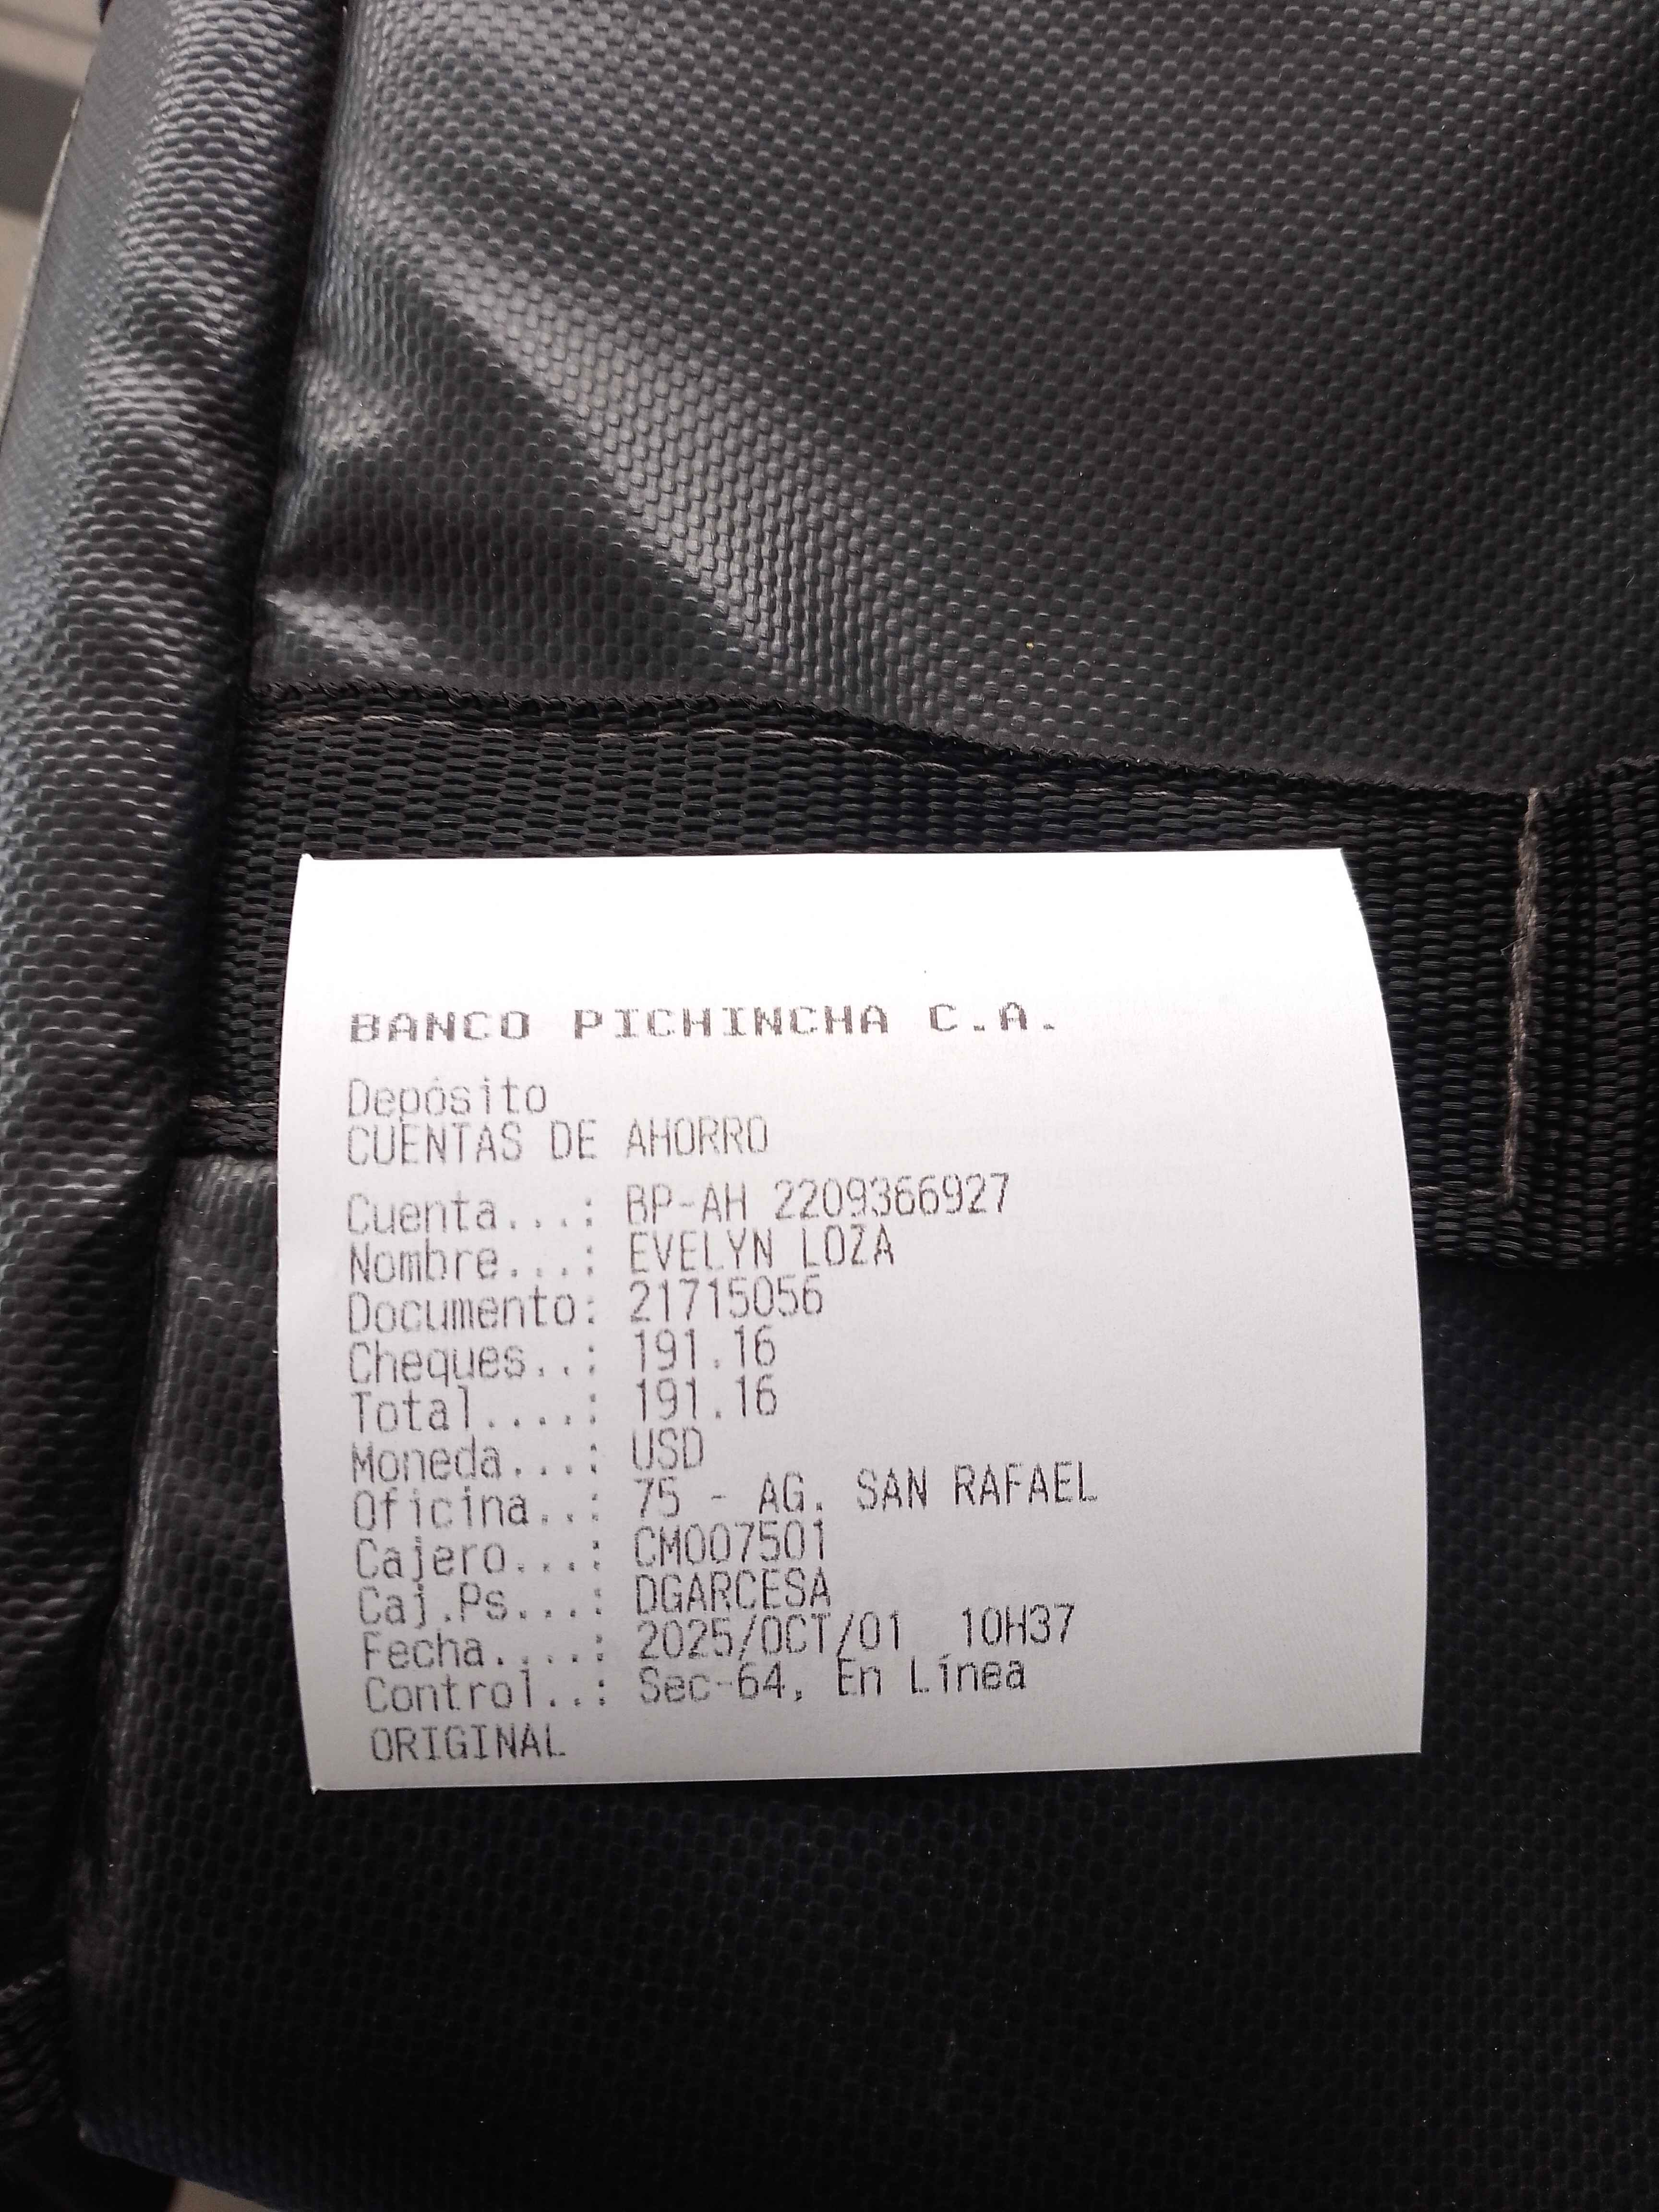 BANCO PICHINCHA C.A.
Depósito
CUENTAS DE AHORRO
Cuenta...: BP-AH 2209366927
Nombre...: EVELYN LOZA
Documento: 21715056
Cheques..: 191.16
Total....: 191.16
Moneda...: USD
Oficina..: 75 - AG. SAN RAFAEL
Cajero...: CM007501
Caj.Ps...: DGARCESA
Fecha....: 2025/OCT/01 10H37
Control..: Sec-64, En Línea
ORIGINAL